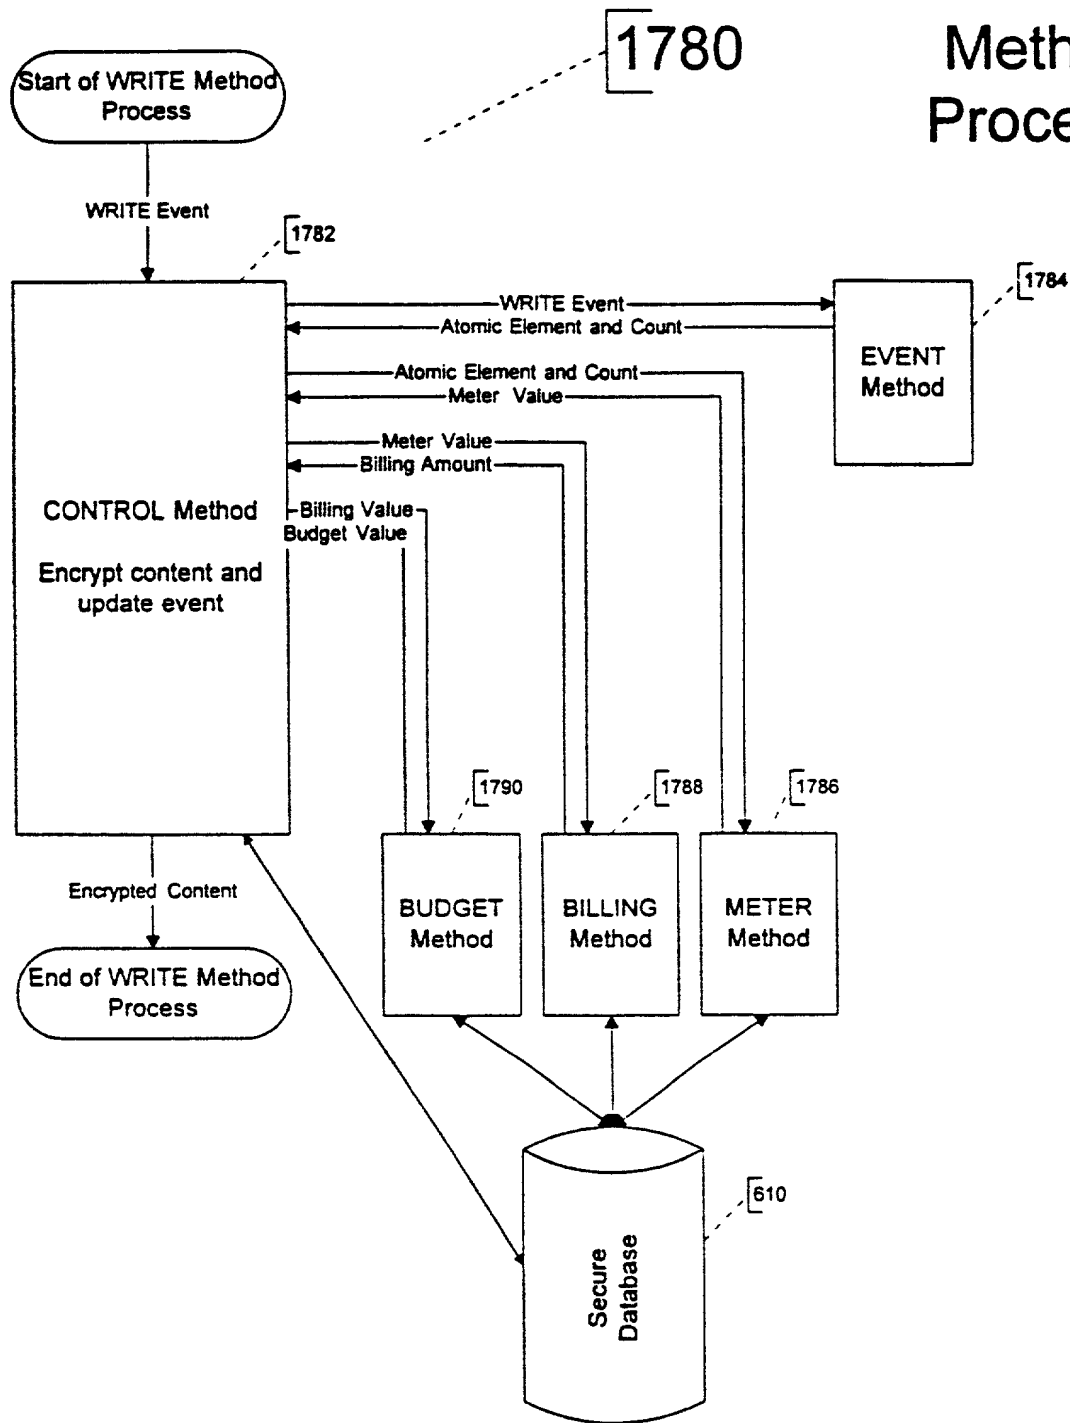 1780
Meth
Proce
Start of WRITE Method
Process
WRITE Event
1782
WRITE Event
Atomic Element and Count
1784
EVENT
Method
Atomic Element and Count
Meter Value
Meter Value
Billing Amount
CONTROL Method
Encrypt content and
update event
Billing Value
Budget Value
1790
1788
1786
Encrypted Content
BUDGET
Method
BILLING
Method
METER
Method
End of WRITE Method
Process
610
Secure
Database